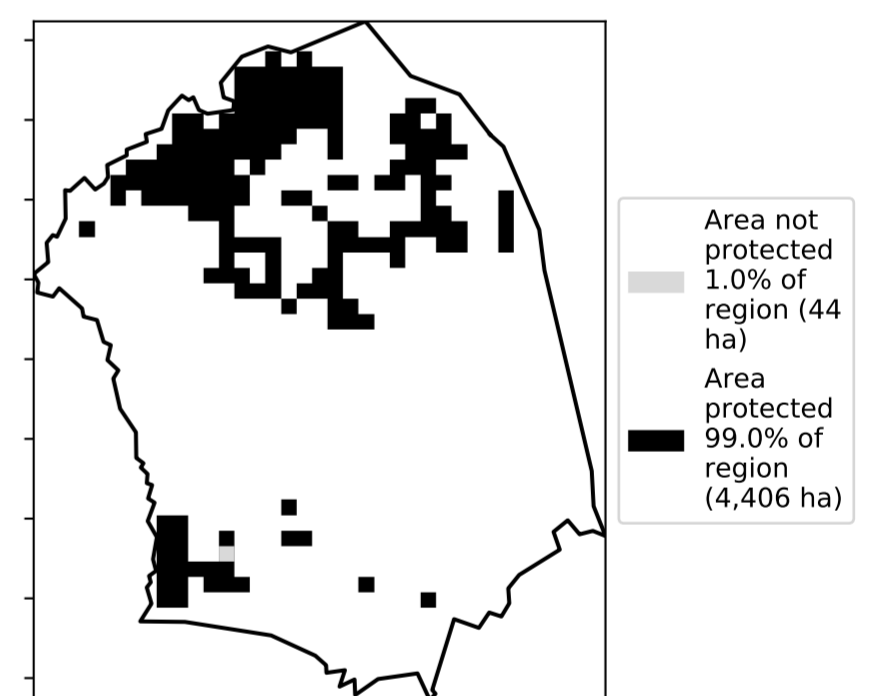 Area not
protected
1.0% of
region (44
ha)
Area
protected
99.0% of
region
(4,406 ha)